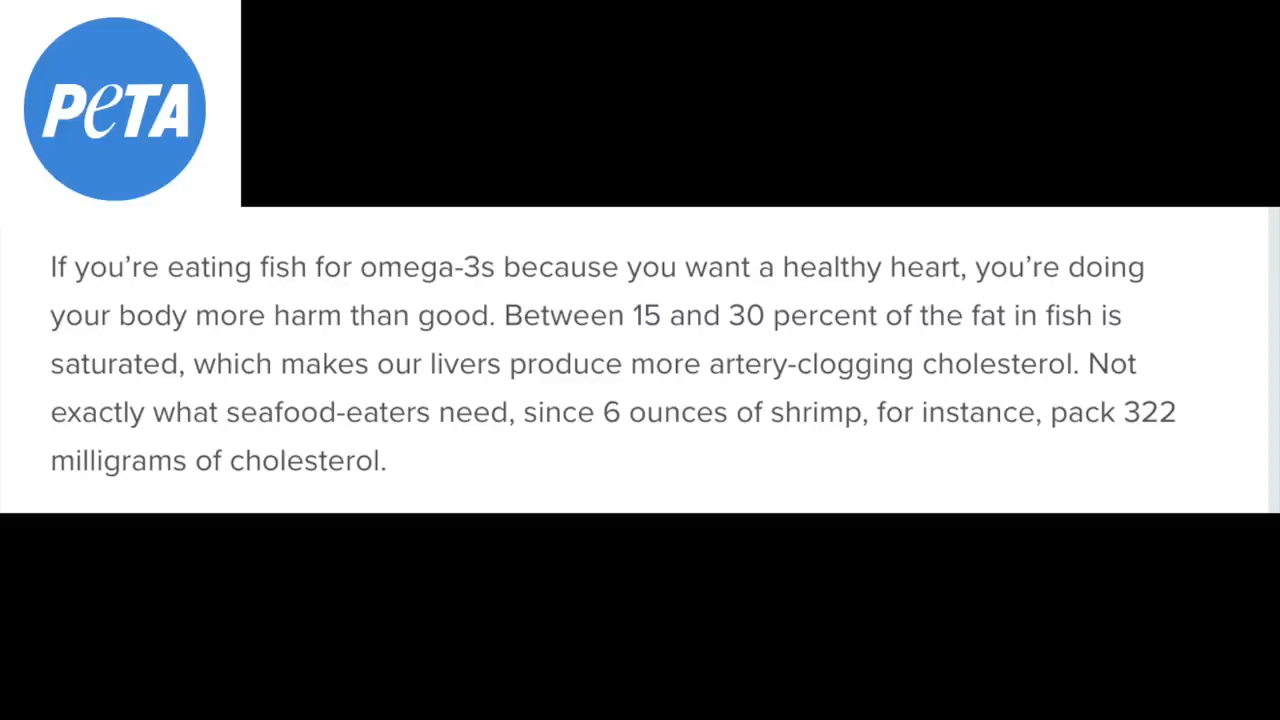 PeTA
If you’re eating fish for omega-3s because you want a healthy heart, you’re doing
your body more harm than good. Between 15 and 30 percent of the fat in fish is
saturated, which makes our livers produce more artery-clogging cholesterol. Not
exactly what seafood-eaters need, since 6 ounces of shrimp, for instance, pack 322
milligrams of cholesterol.